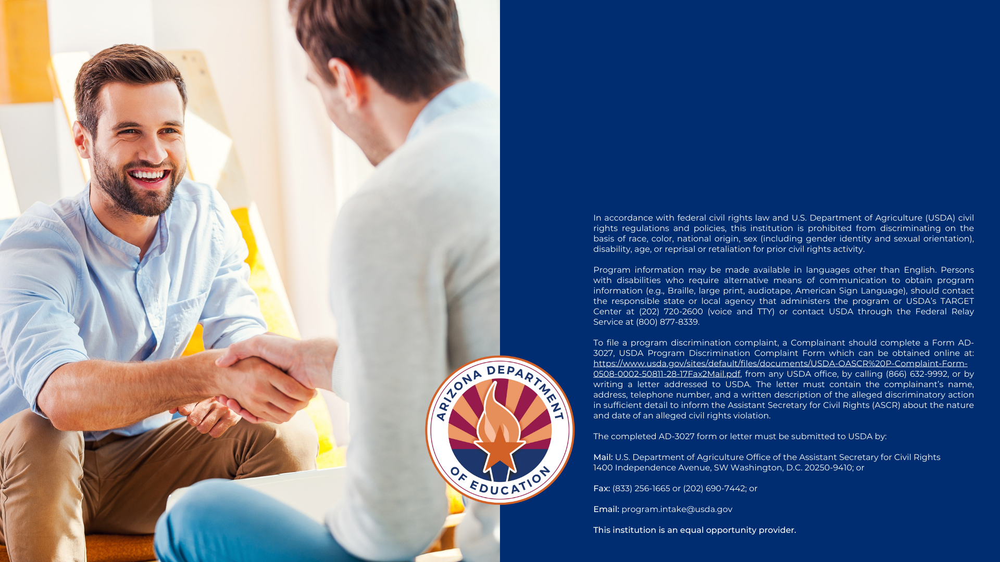 ARIZONA DEPARTMENT
OF EDUCATION
In accordance with federal civil rights law and U.S. Department of Agriculture (USDA) civil
rights regulations and policies, this institution is prohibited from discriminating on the
basis of race, color, national origin, sex (including gender identity and sexual orientation),
disability, age, or reprisal or retaliation for prior civil rights activity.
Program information may be made available in languages other than English. Persons
with disabilities who require alternative means of communication to obtain program
information (e.g., Braille, large print, audiotape, American Sign Language), should contact
the responsible state or local agency that administers the program or USDA’s TARGET
Center at (202) 720-2600 (voice and TTY) or contact USDA through the Federal Relay
Service at (800) 877-8339.
To file a program discrimination complaint, a Complainant should complete a Form AD-
3027, USDA Program Discrimination Complaint Form which can be obtained online at:
https://www.usda.gov/sites/default/files/documents/USDA-OASCR%20P-Complaint-Form-
0508-0002-50811-28-17Fax2Mail.pdf, from any USDA office, by calling (866) 632-9992, or by
writing a letter addressed to USDA. The letter must contain the complainant’s name,
address, telephone number, and a written description of the alleged discriminatory action
in sufficient detail to inform the Assistant Secretary for Civil Rights (ASCR) about the nature
and date of an alleged civil rights violation.
The completed AD-3027 form or letter must be submitted to USDA by:
Mail: U.S. Department of Agriculture Office of the Assistant Secretary for Civil Rights
1400 Independence Avenue, SW Washington, D.C. 20250-9410; or
Fax: (833) 256-1665 or (202) 690-7442; or
Email: program.intake@usda.gov
This institution is an equal opportunity provider.